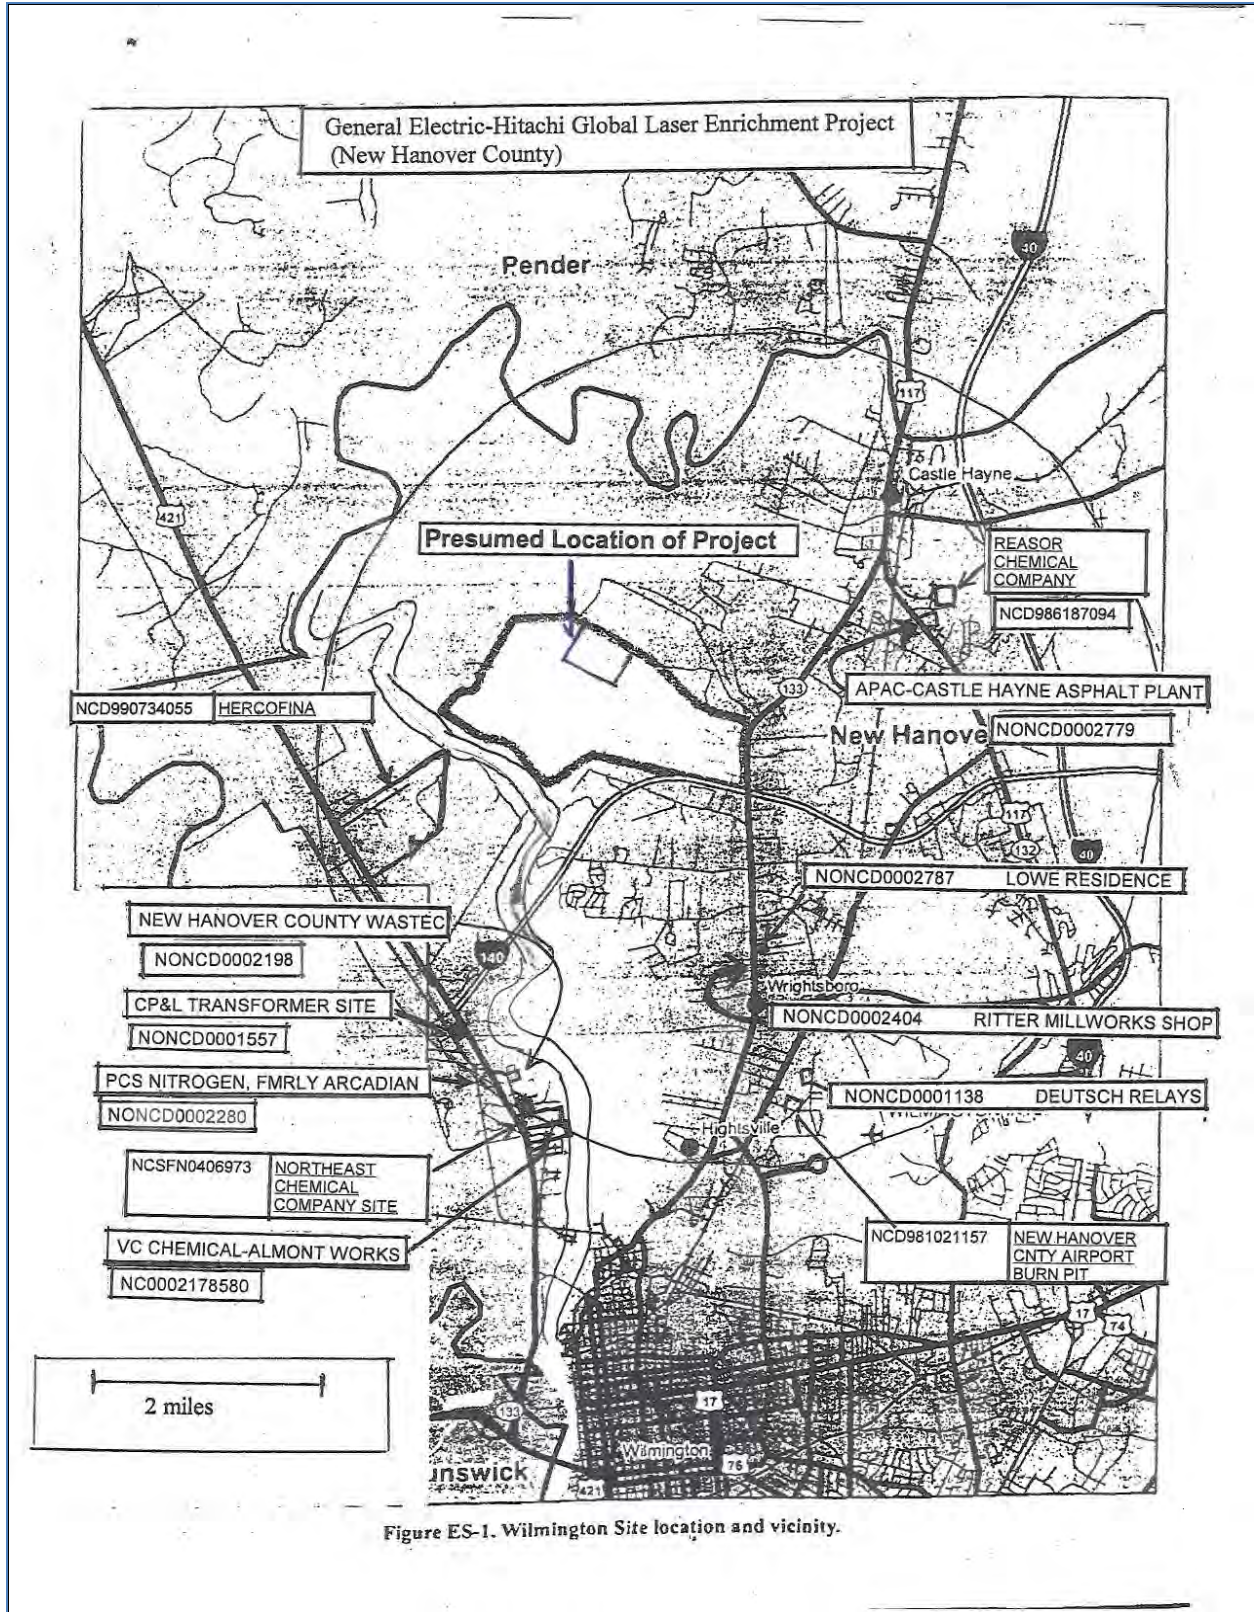 General Electric-Hitachi Global Laser Enrichment Project
(New Hanover County)
40
Pender
117
Castle Hayne
421
Presumed Location of Project
REASOR
CHEMICAL
COMPANY
NCD986187094
133
APAC-CASTLE HAYNE ASPHALT PLANT
NCD990734055 HERCOFINA
New Hanove
NONCD0002779
117
132
40
NONCD0002787 LOWE RESIDENCE
NEW HANOVER COUNTY WASTEC
140
NONCD0002198
Wrightsboro
CP&L TRANSFORMER SITE
NONCD0002404 RITTER MILLWORKS SHOP
NONCD0001557
40
PCS NITROGEN, FMRLY ARCADIAN
NONCD0001138 DEUTSCH RELAYS
NONCD0002280
Hightsville
NCSFN0406973 NORTHEAST
CHEMICAL
COMPANY SITE
NCD981021157 NEW HANOVER
CNTY AIRPORT
BURN PIT
VC CHEMICAL-ALMONT WORKS
NC0002178580
17
74
2 miles
133
17
Wilmington
76
unswick
421
Figure ES-1. Wilmington Site location and vicinity.